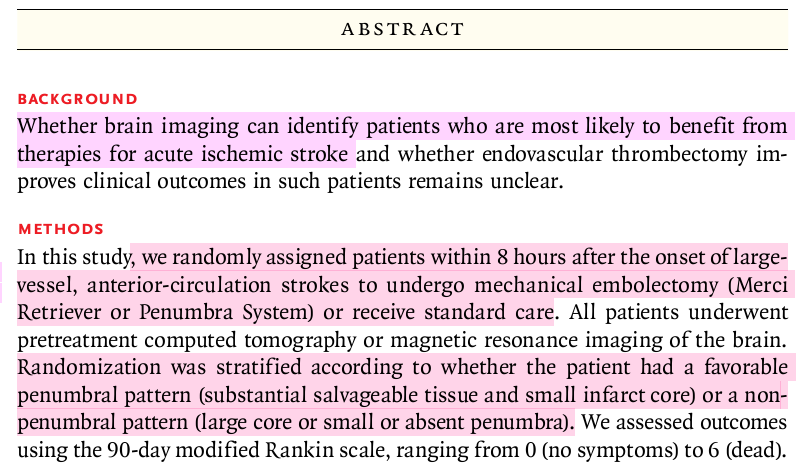 ABSTRACT
BACKGROUND
Whether brain imaging can identify patients who are most likely to benefit from
therapies for acute ischemic stroke and whether endovascular thrombectomy im-
proves clinical outcomes in such patients remains unclear.
METHODS
In this study, we randomly assigned patients within 8 hours after the onset of large-
vessel, anterior-circulation strokes to undergo mechanical embolectomy (Merci
Retriever or Penumbra System) or receive standard care. All patients underwent
pretreatment computed tomography or magnetic resonance imaging of the brain.
Randomization was stratified according to whether the patient had a favorable
penumbral pattern (substantial salvageable tissue and small infarct core) or a non-
penumbral pattern (large core or small or absent penumbra). We assessed outcomes
using the 90-day modified Rankin scale, ranging from 0 (no symptoms) to 6 (dead).